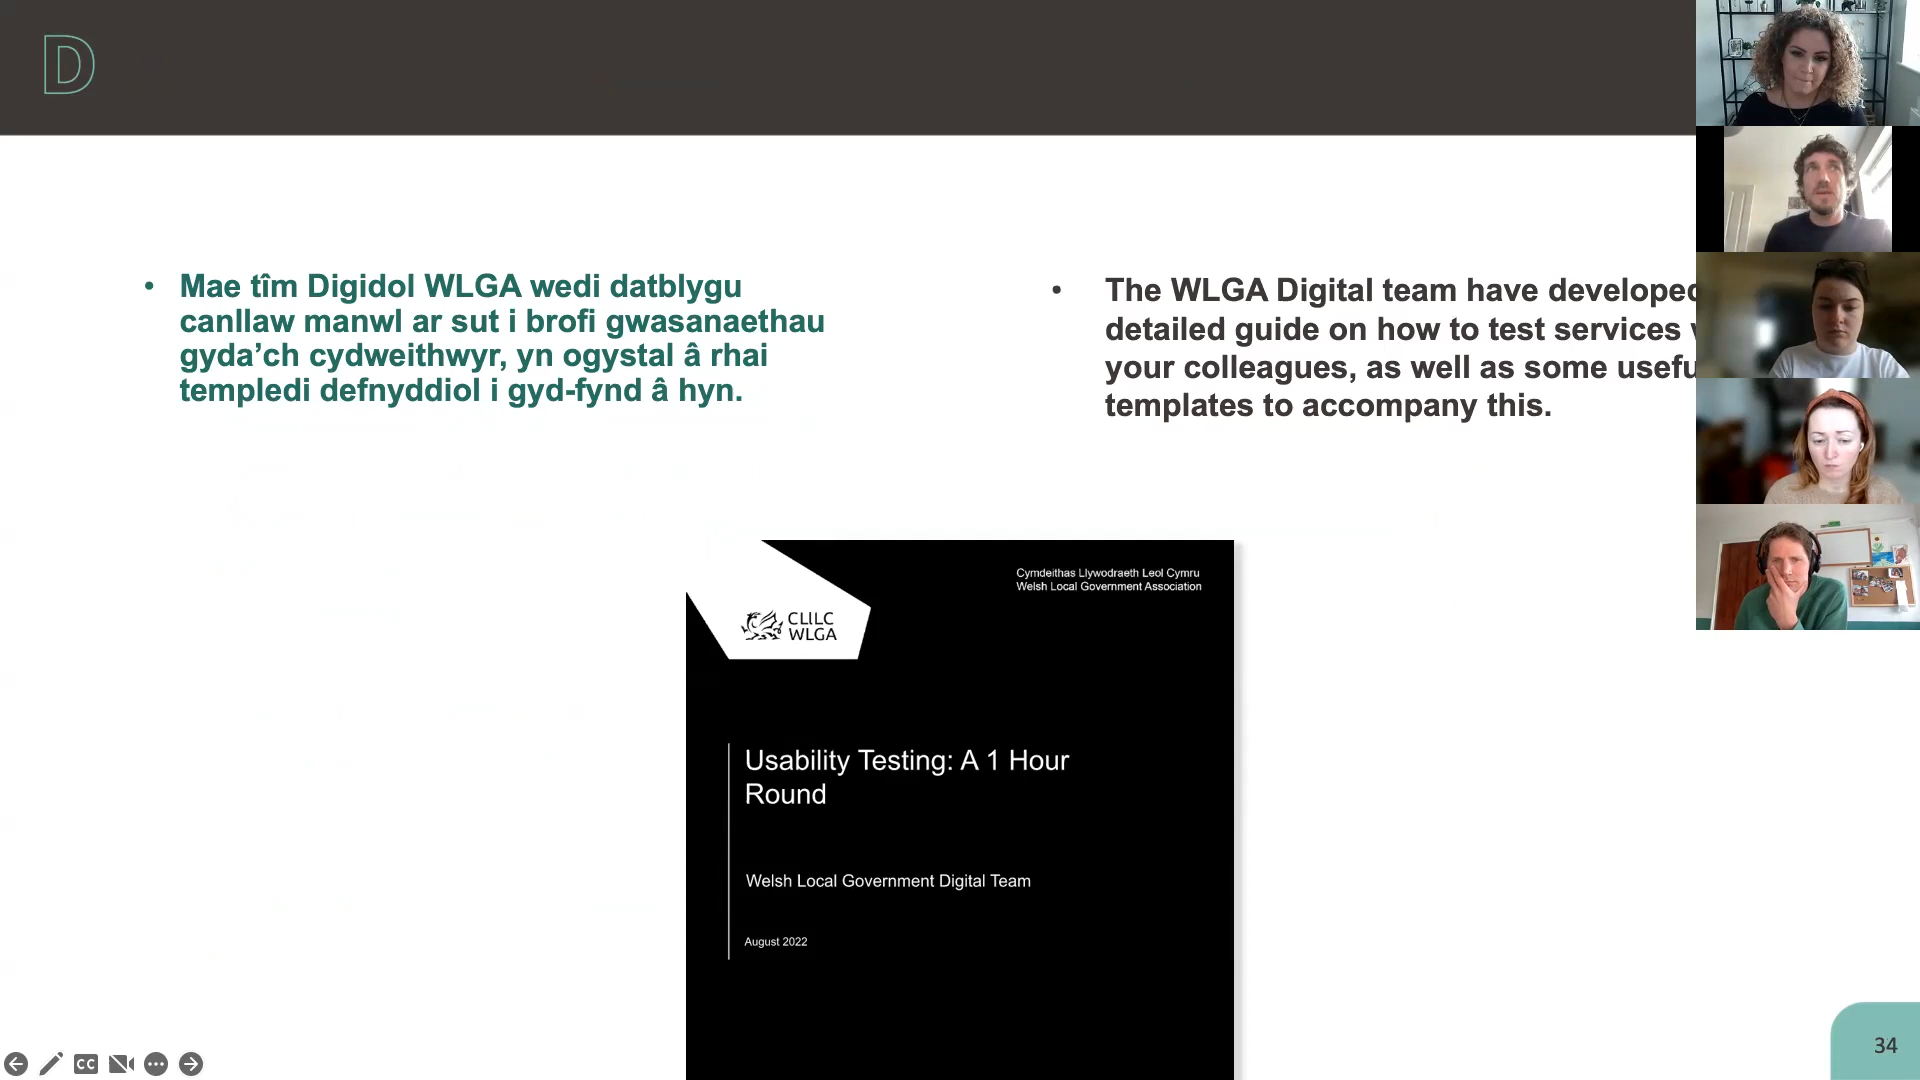 D
Mae tîm Digidol WLGA wedi datblygu
canllaw manwl ar sut i brofi gwasanaethau
gyda’ch cydweithwyr, yn ogystal â rhai
templedi defnyddiol i gyd-fynd â hyn.
The WLGA Digital team have developed
detailed guide on how to test services
your colleagues, as well as some
templates to accompany this.
Cymdeithas Llywodraeth Leol Cymru
Welsh Local Government Association
CLILC
WLGA
Usability Testing: A 1 Hour
Round
Welsh Local Government Digital Team
August 2022
CC
34